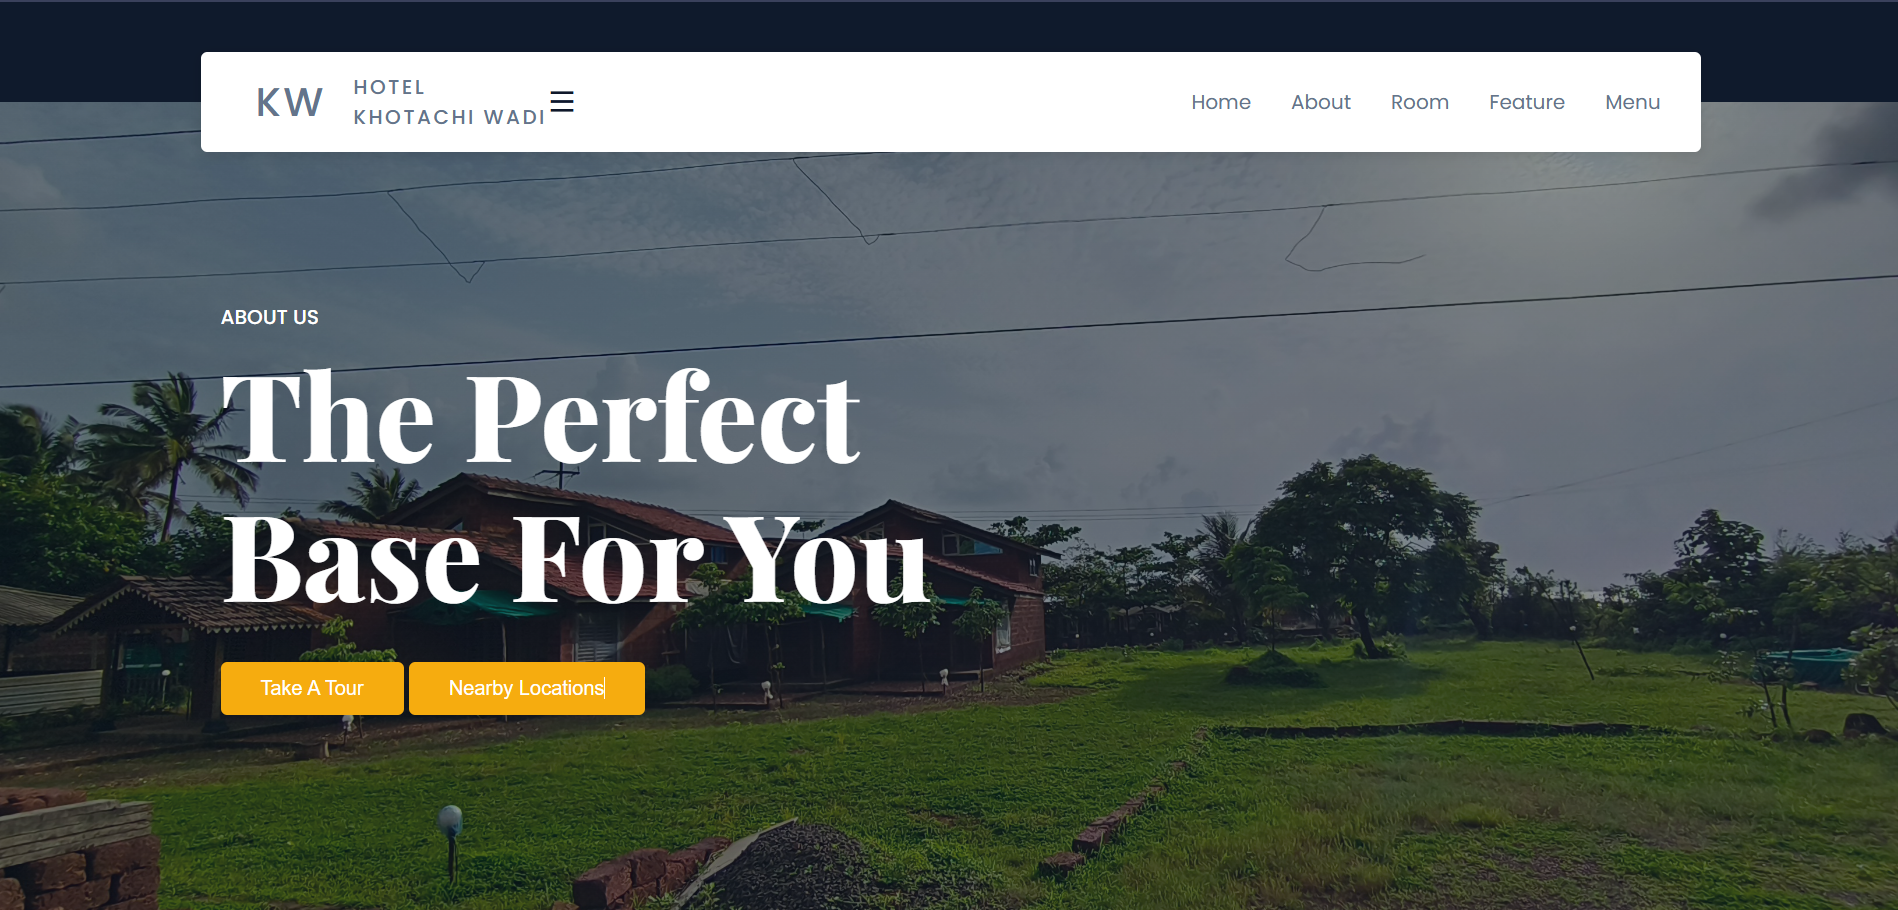 KW
HOTEL
KHOTACHI WADI
Home
About
Room
Feature
Menu
ABOUT US
The Perfect
Base For You
Take A Tour
Nearby Locations